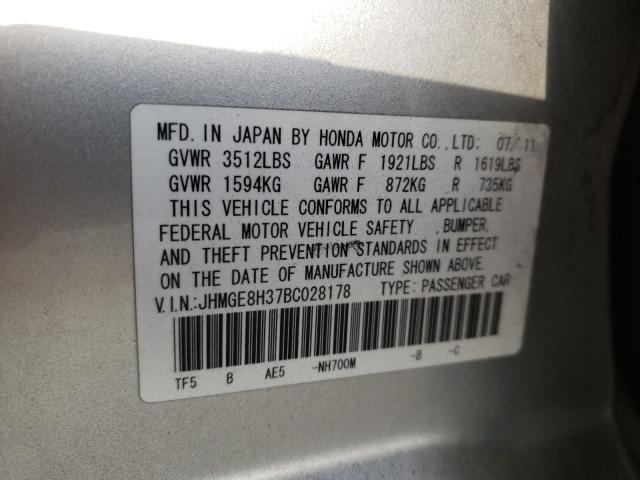 MFD. IN JAPAN BY HONDA MOTOR CO.,LTD: 07/11
GVWR 3512LBS GAWR F 1921LBS R 1619LBS
GVWR 1594KG GAWR F 872KG R 735KG
THIS VEHICLE CONFORMS TO ALL APPLICABLE
FEDERAL MOTOR VEHICLE SAFETY ,BUMPER,
AND THEFT PREVENTION STANDARDS IN EFFECT
ON THE DATE OF MANUFACTURE SHOWN ABOVE.
V.I.N.:JHMGE8H37BC028178 TYPE: PASSENGER CAR
TF5 B AE5 -NH700M -B -C